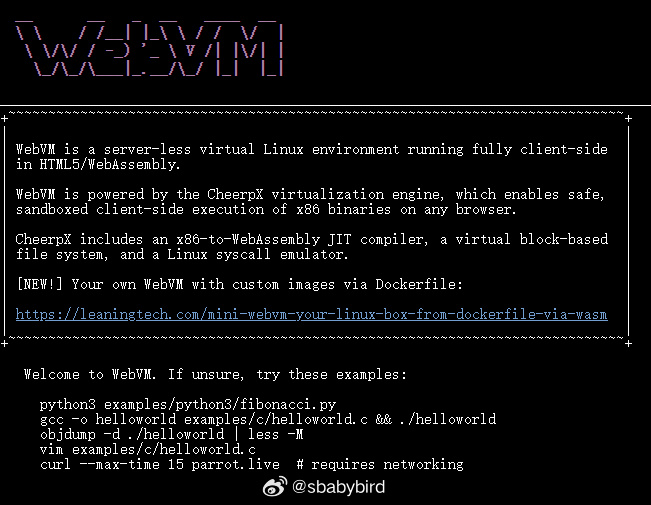 WebVM
WebVM is a server-less virtual Linux environment running fully client-side
in HTML5/WebAssembly.
WebVM is powered by the CheerpX virtualization engine, which enables safe,
sandboxed client-side execution of x86 binaries on any browser.
CheerpX includes an x86-to-WebAssembly JIT compiler, a virtual block-based
file system, and a Linux syscall emulator.
[NEW!] Your own WebVM with custom images via Dockerfile:
https://leaningtech.com/mini-webvm-your-linux-box-from-dockerfile-via-wasm
Welcome to WebVM. If unsure, try these examples:
python3 examples/python3/fibonacci.py
gcc -o helloworld examples/c/helloworld.c && ./helloworld
objdump -d ./helloworld | less -M
vim examples/c/helloworld.c
curl --max-time 15 parrot.live  # requires networking
@sbabybird